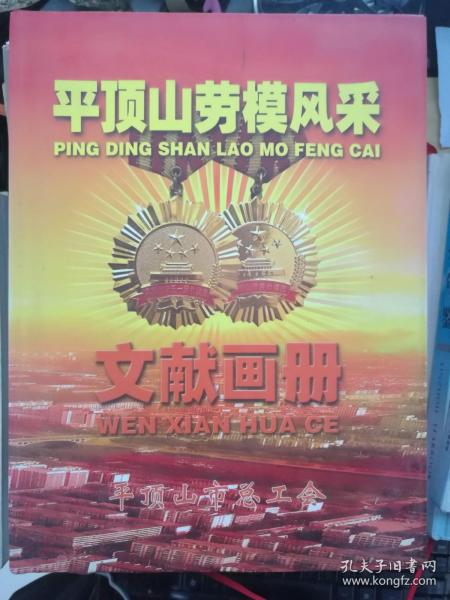 平顶山劳模风采
PING DING SHAN LAO MO FENG CAI
文献画册
WEN XIAN HUA CE
平顶山市总工会
孔夫子旧书网
www.kongfz.com